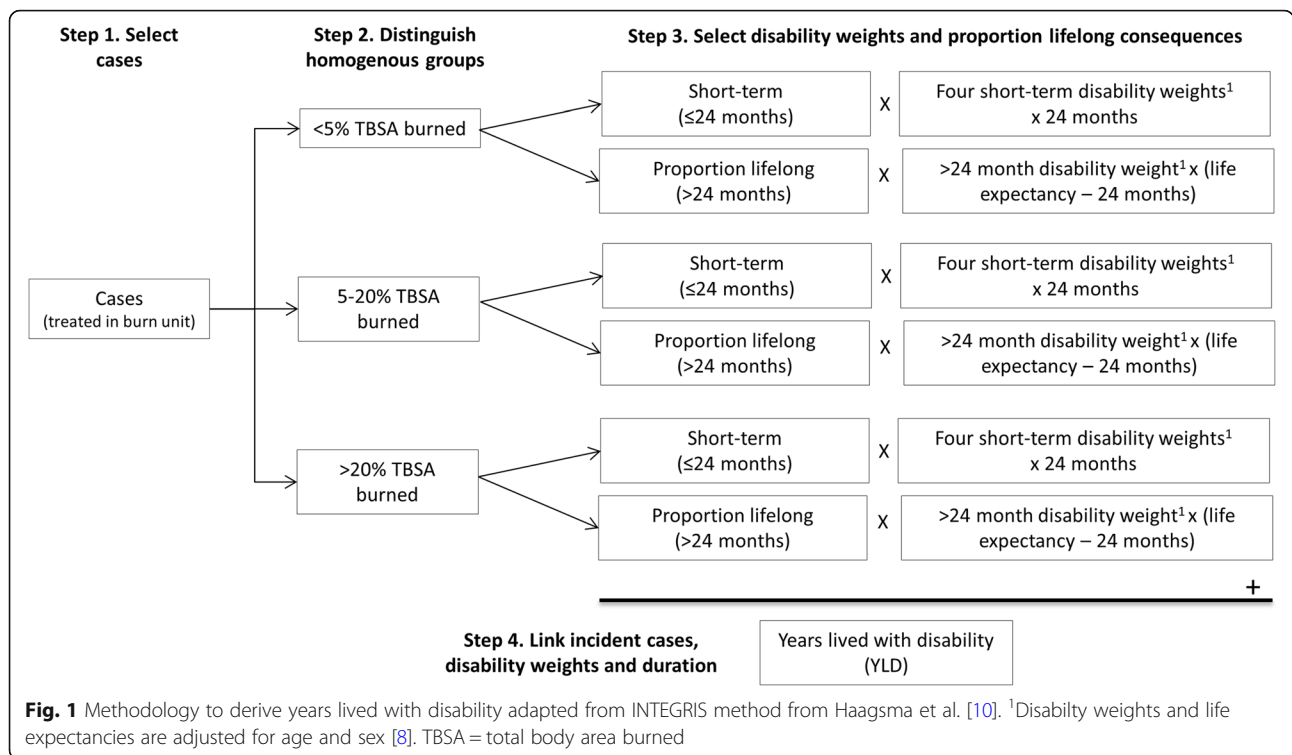 Step 1. Select
cases
Step 2. Distinguish
homogenous groups
Step 3. Select disability weights and proportion lifelong consequences
Cases
(treated in burn unit)
<5% TBSA burned
Short-term
(≤24 months)
X
Four short-term disability weights¹
x 24 months
Proportion lifelong
(>24 months)
X
>24 month disability weight¹ x (life
expectancy – 24 months)
5-20% TBSA
burned
Short-term
(≤24 months)
X
Four short-term disability weights¹
x 24 months
Proportion lifelong
(>24 months)
X
>24 month disability weight¹ x (life
expectancy – 24 months)
>20% TBSA
burned
Short-term
(≤24 months)
X
Four short-term disability weights¹
x 24 months
Proportion lifelong
(>24 months)
X
>24 month disability weight¹ x (life
expectancy – 24 months)
+
Step 4. Link incident cases,
disability weights and duration
Years lived with disability
(YLD)
Fig. 1 Methodology to derive years lived with disability adapted from INTEGRIS method from Haagsma et al. [10]. ¹Disabilty weights and life
expectancies are adjusted for age and sex [8]. TBSA = total body area burned